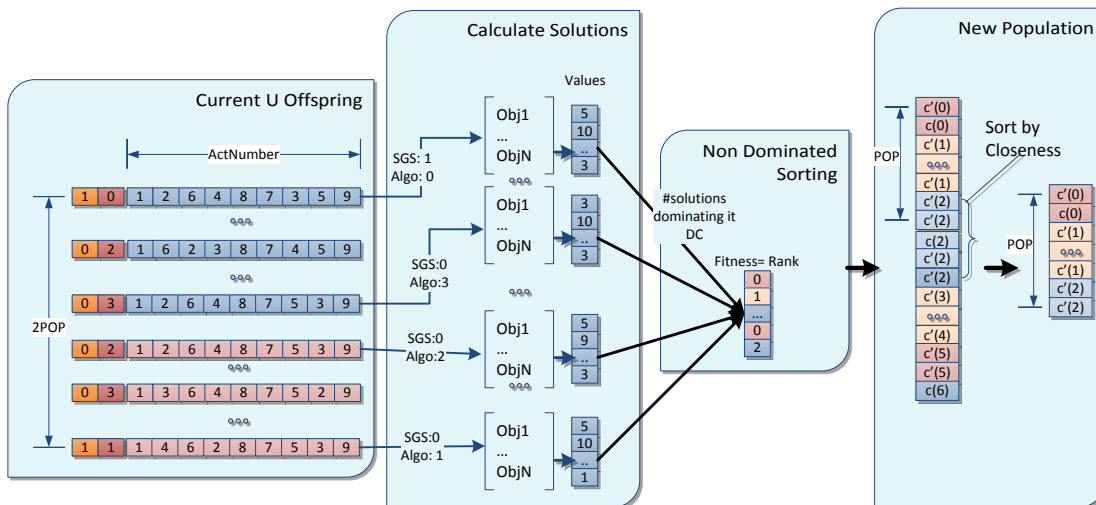 Current U Offspring
ActNumber
2POP
1 0 1 2 6 4 8 7 3 5 9
0 2 1 6 2 3 8 7 4 5 9
0 3 1 2 6 4 8 7 5 3 9
0 2 1 2 6 4 8 7 5 3 9
0 3 1 3 6 4 8 7 5 2 9
1 1 1 4 6 2 8 7 5 3 9
Calculate Solutions
Values
SGS: 1
Algo: 0
Obj1
...
ObjN
5
10
..
3
SGS:0
Algo:3
Obj1
...
ObjN
3
10
..
3
SGS:0
Algo:2
Obj1
...
ObjN
5
9
..
3
SGS:0
Algo: 1
Obj1
...
ObjN
5
10
..
1
Non Dominated
Sorting
#solutions
dominating it
DC
Fitness= Rank
0
1
...
0
2
New Population
POP
c'(0)
c(0)
c'(1)
c'(1)
c'(2)
c'(2)
c(2)
c'(2)
c'(2)
c'(3)
c'(4)
c'(5)
c'(5)
c(6)
Sort by
Closeness
POP
c'(0)
c(0)
c'(1)
c'(1)
c'(2)
c'(2)